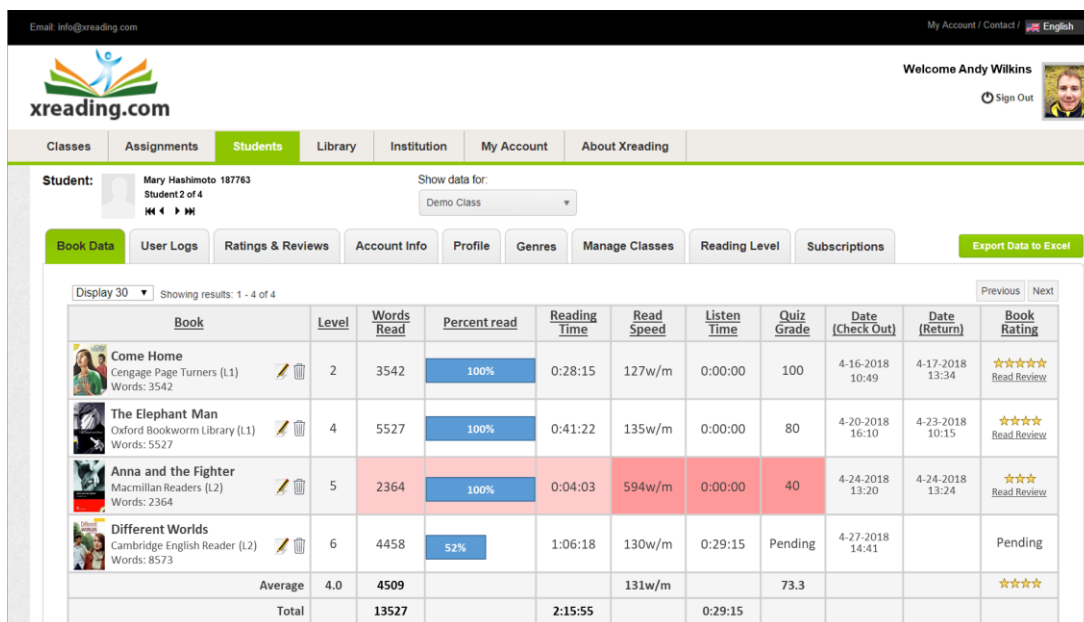 Email: info@xreading.com
My Account / Contact / English
xreading.com
Welcome Andy Wilkins
Sign Out
Classes Assignments Students Library Institution My Account About Xreading
Student: Mary Hashimoto 187763
Student 2 of 4
Show data for:
Demo Class
Book Data User Logs Ratings & Reviews Account Info Profile Genres Manage Classes Reading Level Subscriptions Export Data to Excel
Display 30 Showing results: 1 - 4 of 4 Previous Next
Book Level Words Read Percent read Reading Time Read Speed Listen Time Quiz Grade Date (Check Out) Date (Return) Book Rating
Come Home
Cengage Page Turners (L1)
Words: 3542
2 3542 100% 0:28:15 127w/m 0:00:00 100 4-16-2018 10:49 4-17-2018 13:34 Read Review
The Elephant Man
Oxford Bookworm Library (L1)
Words: 5527
4 5527 100% 0:41:22 135w/m 0:00:00 80 4-20-2018 16:10 4-23-2018 10:15 Read Review
Anna and the Fighter
Macmillan Readers (L2)
Words: 2364
5 2364 100% 0:04:03 594w/m 0:00:00 40 4-24-2018 13:20 4-24-2018 13:24 Read Review
Different Worlds
Cambridge English Reader (L2)
Words: 8573
6 4458 52% 1:06:18 130w/m 0:29:15 Pending 4-27-2018 14:41 Pending
Average 4.0 4509 131w/m 73.3
Total 13527 2:15:55 0:29:15